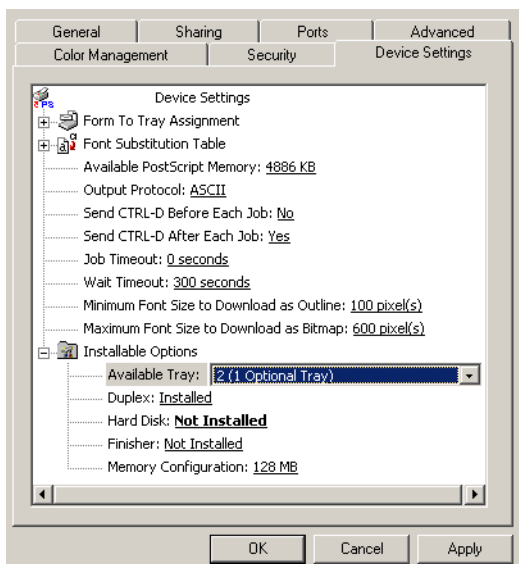 General Sharing Ports Advanced
Color Management Security Device Settings
Device Settings
Form To Tray Assignment
Font Substitution Table
Available PostScript Memory: 4886 KB
Output Protocol: ASCII
Send CTRL-D Before Each Job: No
Send CTRL-D After Each Job: Yes
Job Timeout: 0 seconds
Wait Timeout: 300 seconds
Minimum Font Size to Download as Outline: 100 pixel(s)
Maximum Font Size to Download as Bitmap: 600 pixel(s)
Installable Options
Available Tray: 2 (1 Optional Tray)
Duplex: Installed
Hard Disk: Not Installed
Finisher: Not Installed
Memory Configuration: 128 MB
OK Cancel Apply